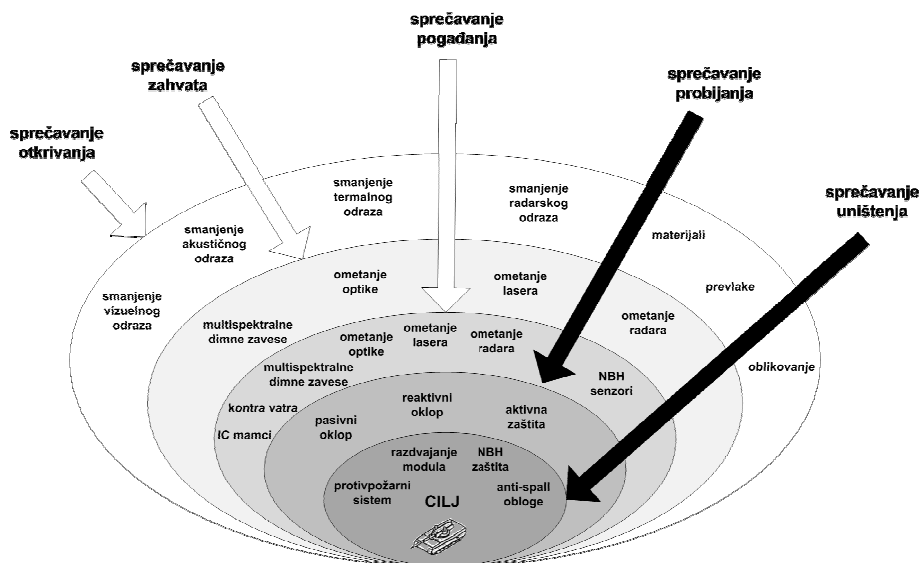 sprečavanje
pogađanja
sprečavanje
zahvata
sprečavanje
probijanja
sprečavanje
otkrivanja
sprečavanje
uništenja
smanjenje
termalnog
odraza
smanjenje
radarskog
odraza
smanjenje
akustičnog
odraza
materijali
smanjenje
vizuelnog
odraza
prevlake
oblikovanje
ometanje
optike
ometanje
lasera
multispektralne
dimne zavese
ometanje
radara
ometanje
optike
ometanje
lasera
ometanje
radara
multispektralne
dimne zavese
NBH
senzori
kontra vatra
IC mamci
pasivni
oklop
reaktivni
oklop
aktivna
zaštita
razdvajanje
modula
NBH
zaštita
protivpožarni
sistem
anti-spall
obloge
CILJ